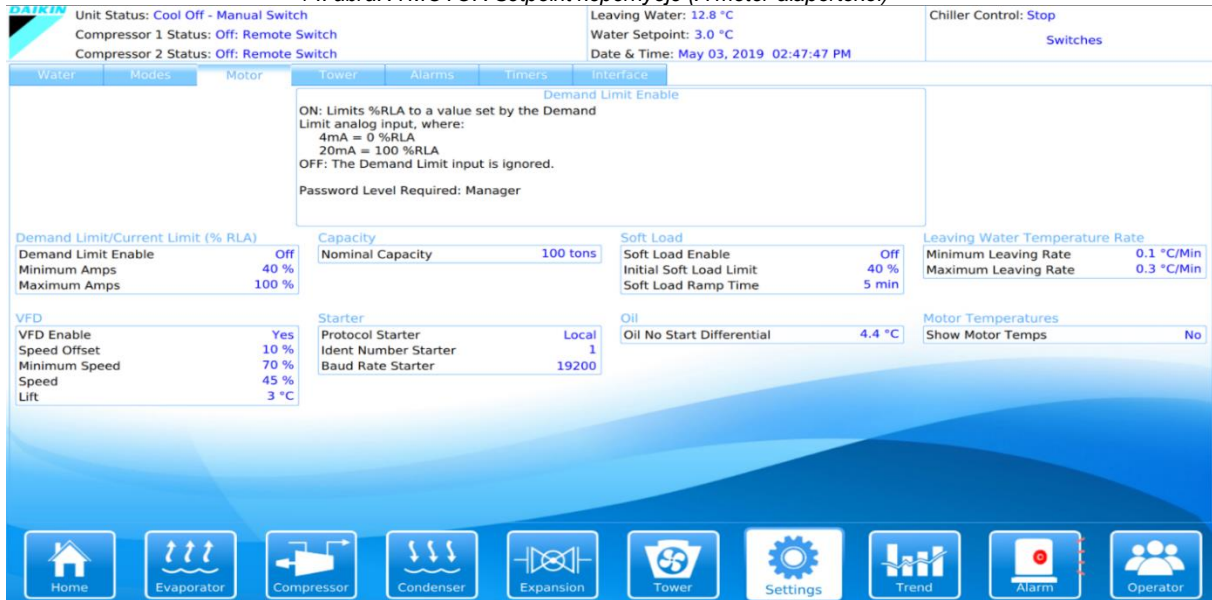 DAIKIN
Unit Status: Cool Off - Manual Switch
Compressor 1 Status: Off: Remote Switch
Compressor 2 Status: Off: Remote Switch
Leaving Water: 12.8 °C
Water Setpoint: 3.0 °C
Date & Time: May 03, 2019 02:47:47 PM
Chiller Control: Stop
Switches
Water Modes Motor Tower Alarms Timers Interface
Demand Limit Enable
ON: Limits %RLA to a value set by the Demand
Limit analog input, where:
4mA = 0 %RLA
20mA = 100 %RLA
OFF: The Demand Limit input is ignored.
Password Level Required: Manager
Demand Limit/Current Limit (% RLA)
Demand Limit Enable Off
Minimum Amps 40 %
Maximum Amps 100 %
Capacity
Nominal Capacity 100 tons
Soft Load
Soft Load Enable Off
Initial Soft Load Limit 40 %
Soft Load Ramp Time 5 min
Leaving Water Temperature Rate
Minimum Leaving Rate 0.1 °C/Min
Maximum Leaving Rate 0.3 °C/Min
VFD
VFD Enable Yes
Speed Offset 10 %
Minimum Speed 70 %
Speed 45 %
Lift 3 °C
Starter
Protocol Starter Local
Ident Number Starter 1
Baud Rate Starter 19200
Oil
Oil No Start Differential 4.4 °C
Motor Temperatures
Show Motor Temps No
Home Evaporator Compressor Condenser Expansion Tower Settings Trend Alarm Operator